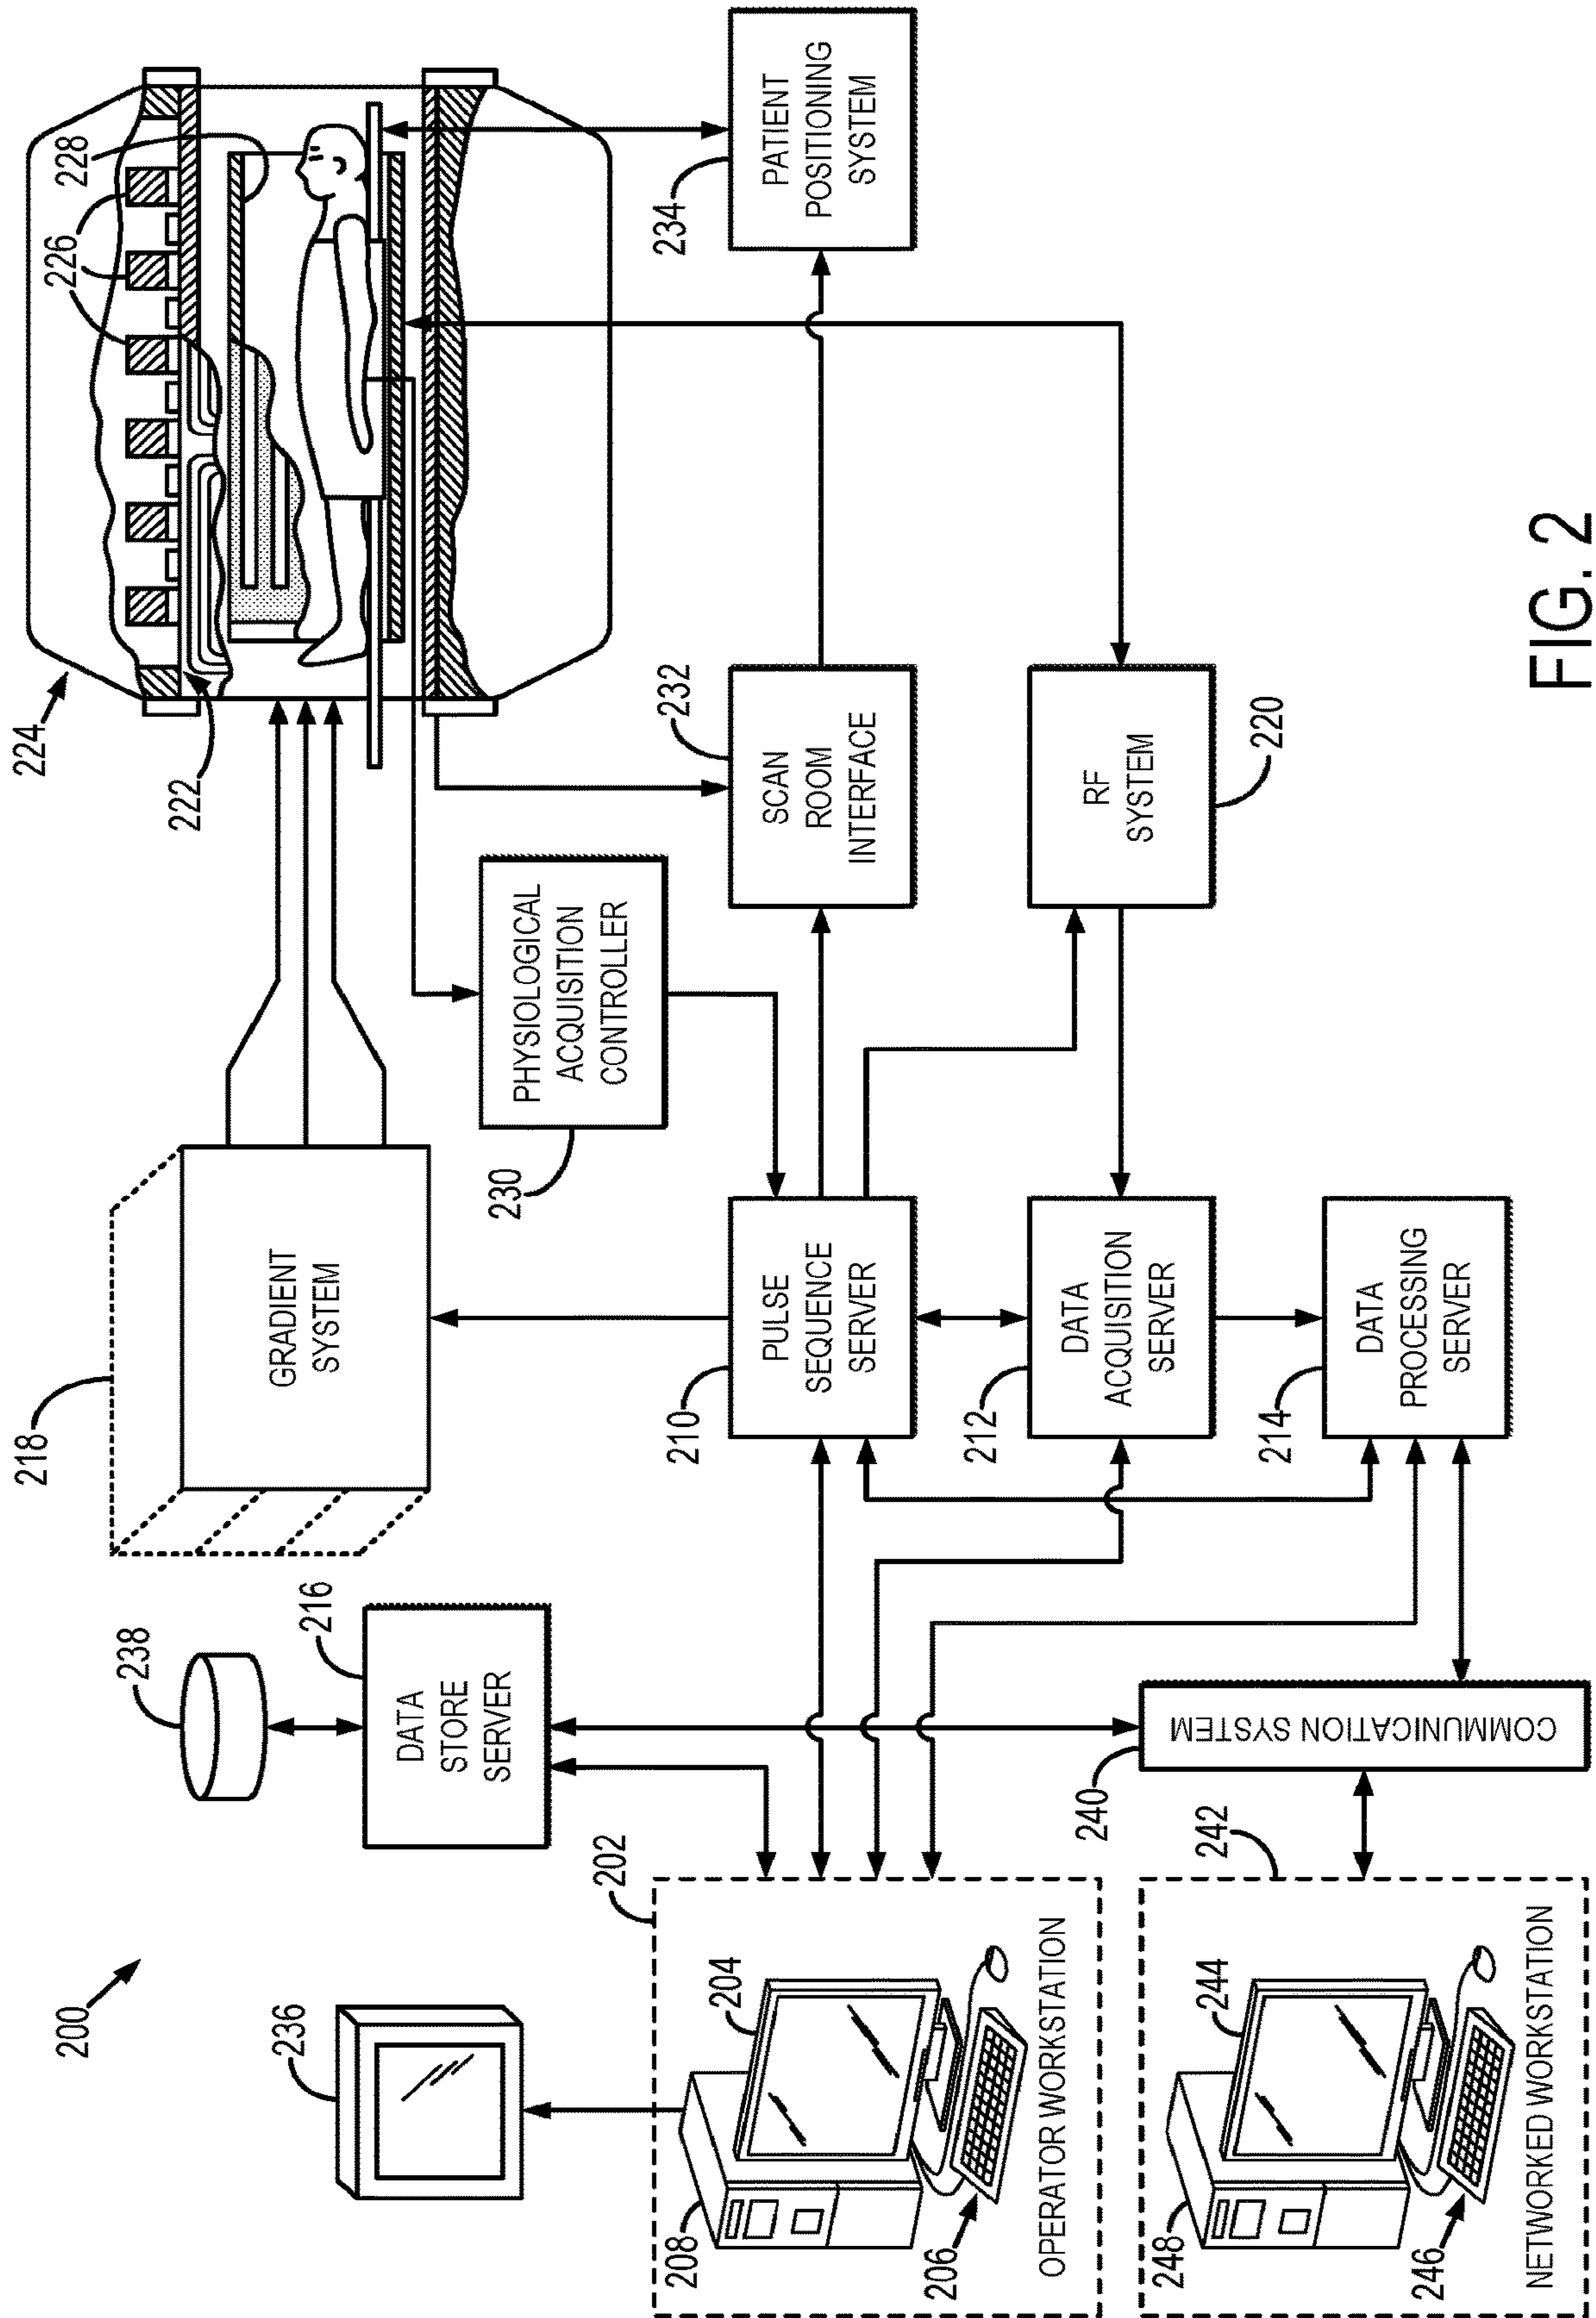 200
236
238
216
DATA
STORE
SERVER
218
GRADIENT
SYSTEM
224
222
226
228
230
PHYSIOLOGICAL
ACQUISITION
CONTROLLER
202
204
208
206
OPERATOR WORKSTATION
210
PULSE
SEQUENCE
SERVER
232
SCAN
ROOM
INTERFACE
234
PATIENT
POSITIONING
SYSTEM
212
DATA
ACQUISITION
SERVER
RF
SYSTEM
220
214
DATA
PROCESSING
SERVER
240
COMMUNICATION SYSTEM
242
244
248
246
NETWORKED WORKSTATION
FIG. 2